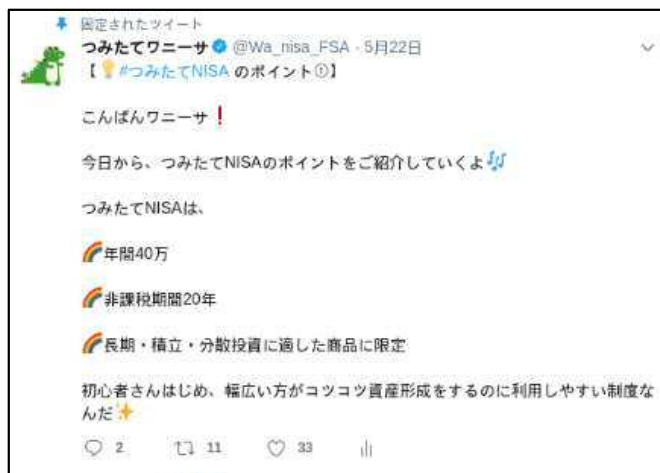 固定されたツイート
つみたてワニーサ @Wa_nisa_FSA · 5月22日
【💡#つみたてNISA のポイント①】
こんばんワニーサ❗
今日から、つみたてNISAのポイントをご紹介していくよ🎶
つみたてNISAは、
🌈年間40万
🌈非課税期間20年
🌈長期・積立・分散投資に適した商品に限定
初心者さんはじめ、幅広い方がコツコツ資産形成をするのに利用しやすい制度な
んだ✨
2 11 33